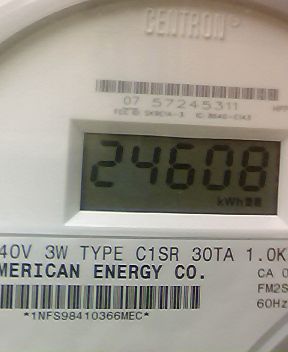 CENTRON®
07 57245311
24608
kWh
40V 3W TYPE C1SR 30TA 1.0K
MERICAN ENERGY CO.
CA 0
FM2S
60Hz
*1NFS98410366MEC*